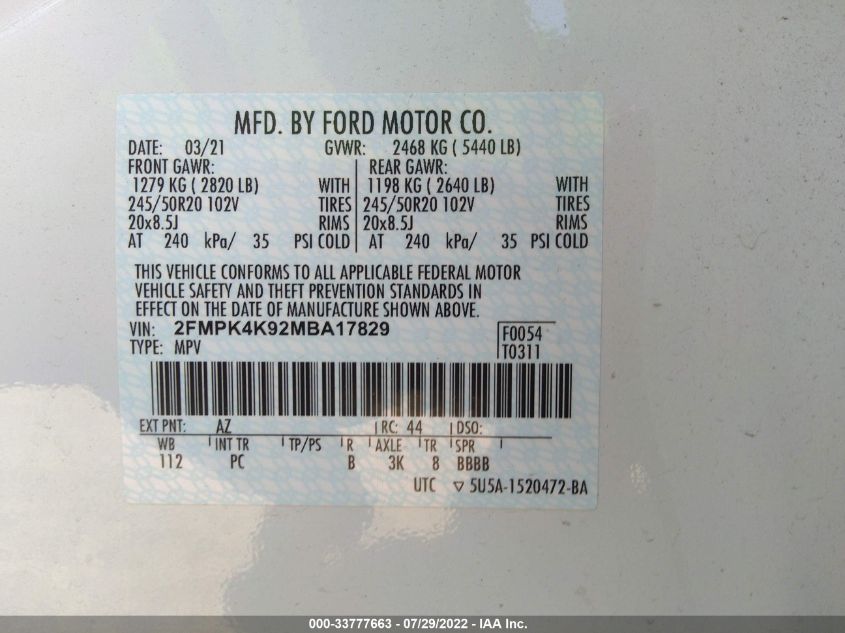 MFD. BY FORD MOTOR CO.
DATE: 03/21 GVWR: 2468 KG ( 5440 LB)
FRONT GAWR: REAR GAWR:
1279 KG ( 2820 LB) WITH 1198 KG ( 2640 LB) WITH
245/50R20 102V TIRES 245/50R20 102V TIRES
20x8.5J RIMS 20x8.5J RIMS
AT 240 kPa/ 35 PSI COLD AT 240 kPa/ 35 PSI COLD
THIS VEHICLE CONFORMS TO ALL APPLICABLE FEDERAL MOTOR
VEHICLE SAFETY AND THEFT PREVENTION STANDARDS IN
EFFECT ON THE DATE OF MANUFACTURE SHOWN ABOVE.
VIN: 2FMPK4K92MBA17829 F0054
TYPE: MPV T0311
EXT PNT: AZ RC: 44 DSO:
WB INT TR TP/PS R AXLE TR SPR
112 PC B 3K 8 BBBB
UTC ▽ 5U5A-1520472-BA
000-33777663 - 07/29/2022 - IAA Inc.